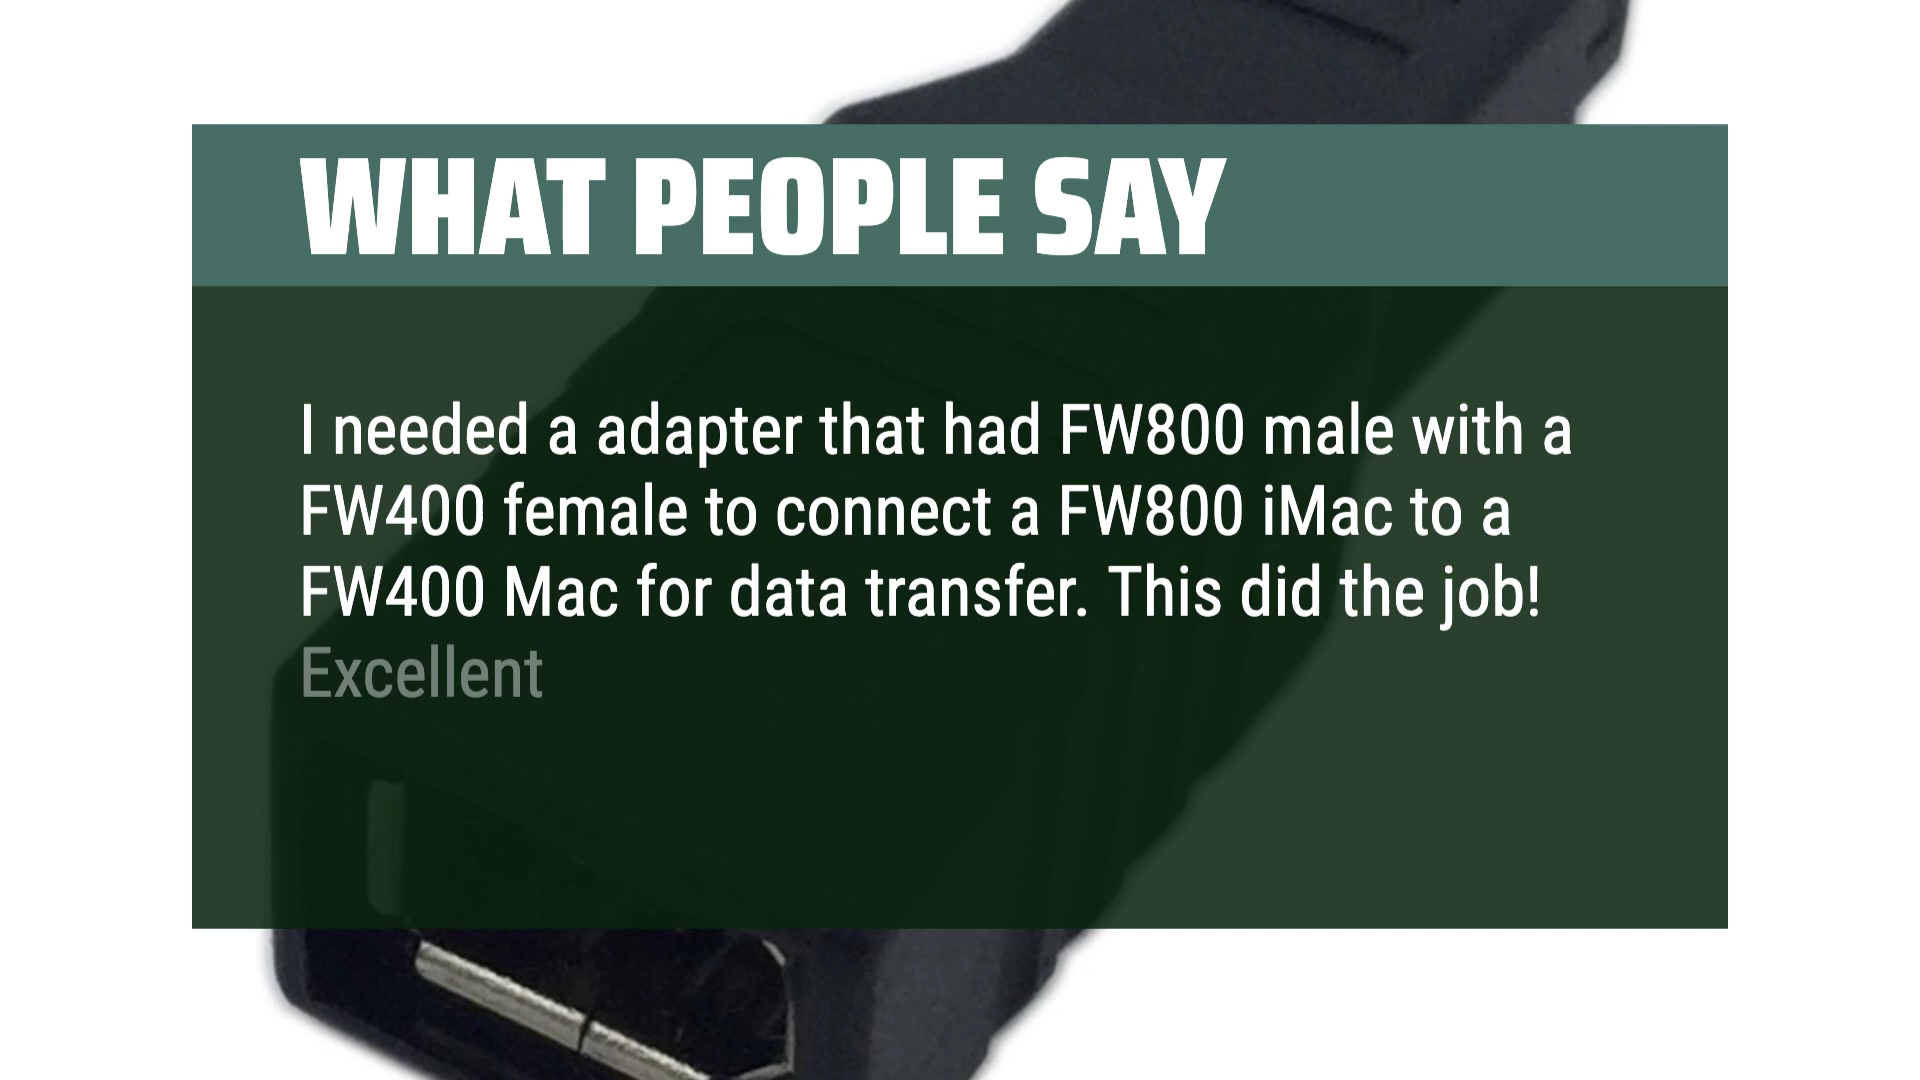 WHAT PEOPLE SAY
I needed a adapter that had FW800 male with a
FW400 female to connect a FW800 iMac to a
FW400 Mac for data transfer. This did the job!
Excellent